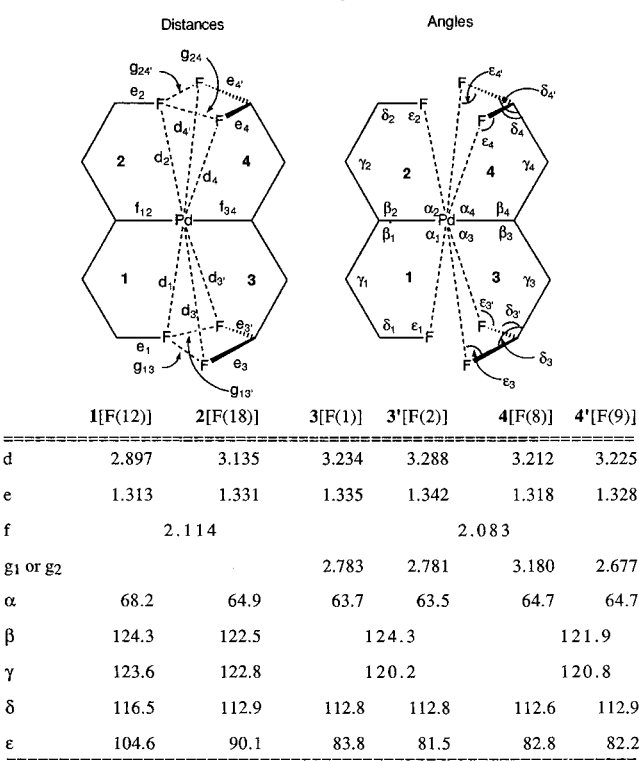 Distances Angles
g24
g24' F e4'
e2 F F e4
d4'
2 d2' d4 4
f12 Pd f34
1 d1 d3' 3
d3
F F e3'
e1 F e3
g13
g13'
F ε4' δ4'
δ2 ε2 F F δ4
ε4
γ2 2 4 γ4
β2 α2 Pd α4 β4
β1 α1 α3 β3
γ1 1 3 γ3
ε3' δ3'
δ1 ε1 F F
F δ3
ε3
1[F(12)] 2[F(18)] 3[F(1)] 3'[F(2)] 4[F(8)] 4'[F(9)]
d 2.897 3.135 3.234 3.288 3.212 3.225
e 1.313 1.331 1.335 1.342 1.318 1.328
f 2.114 2.083
g1 or g2 2.783 2.781 3.180 2.677
α 68.2 64.9 63.7 63.5 64.7 64.7
β 124.3 122.5 124.3 121.9
γ 123.6 122.8 120.2 120.8
δ 116.5 112.9 112.8 112.8 112.6 112.9
ε 104.6 90.1 83.8 81.5 82.8 82.2